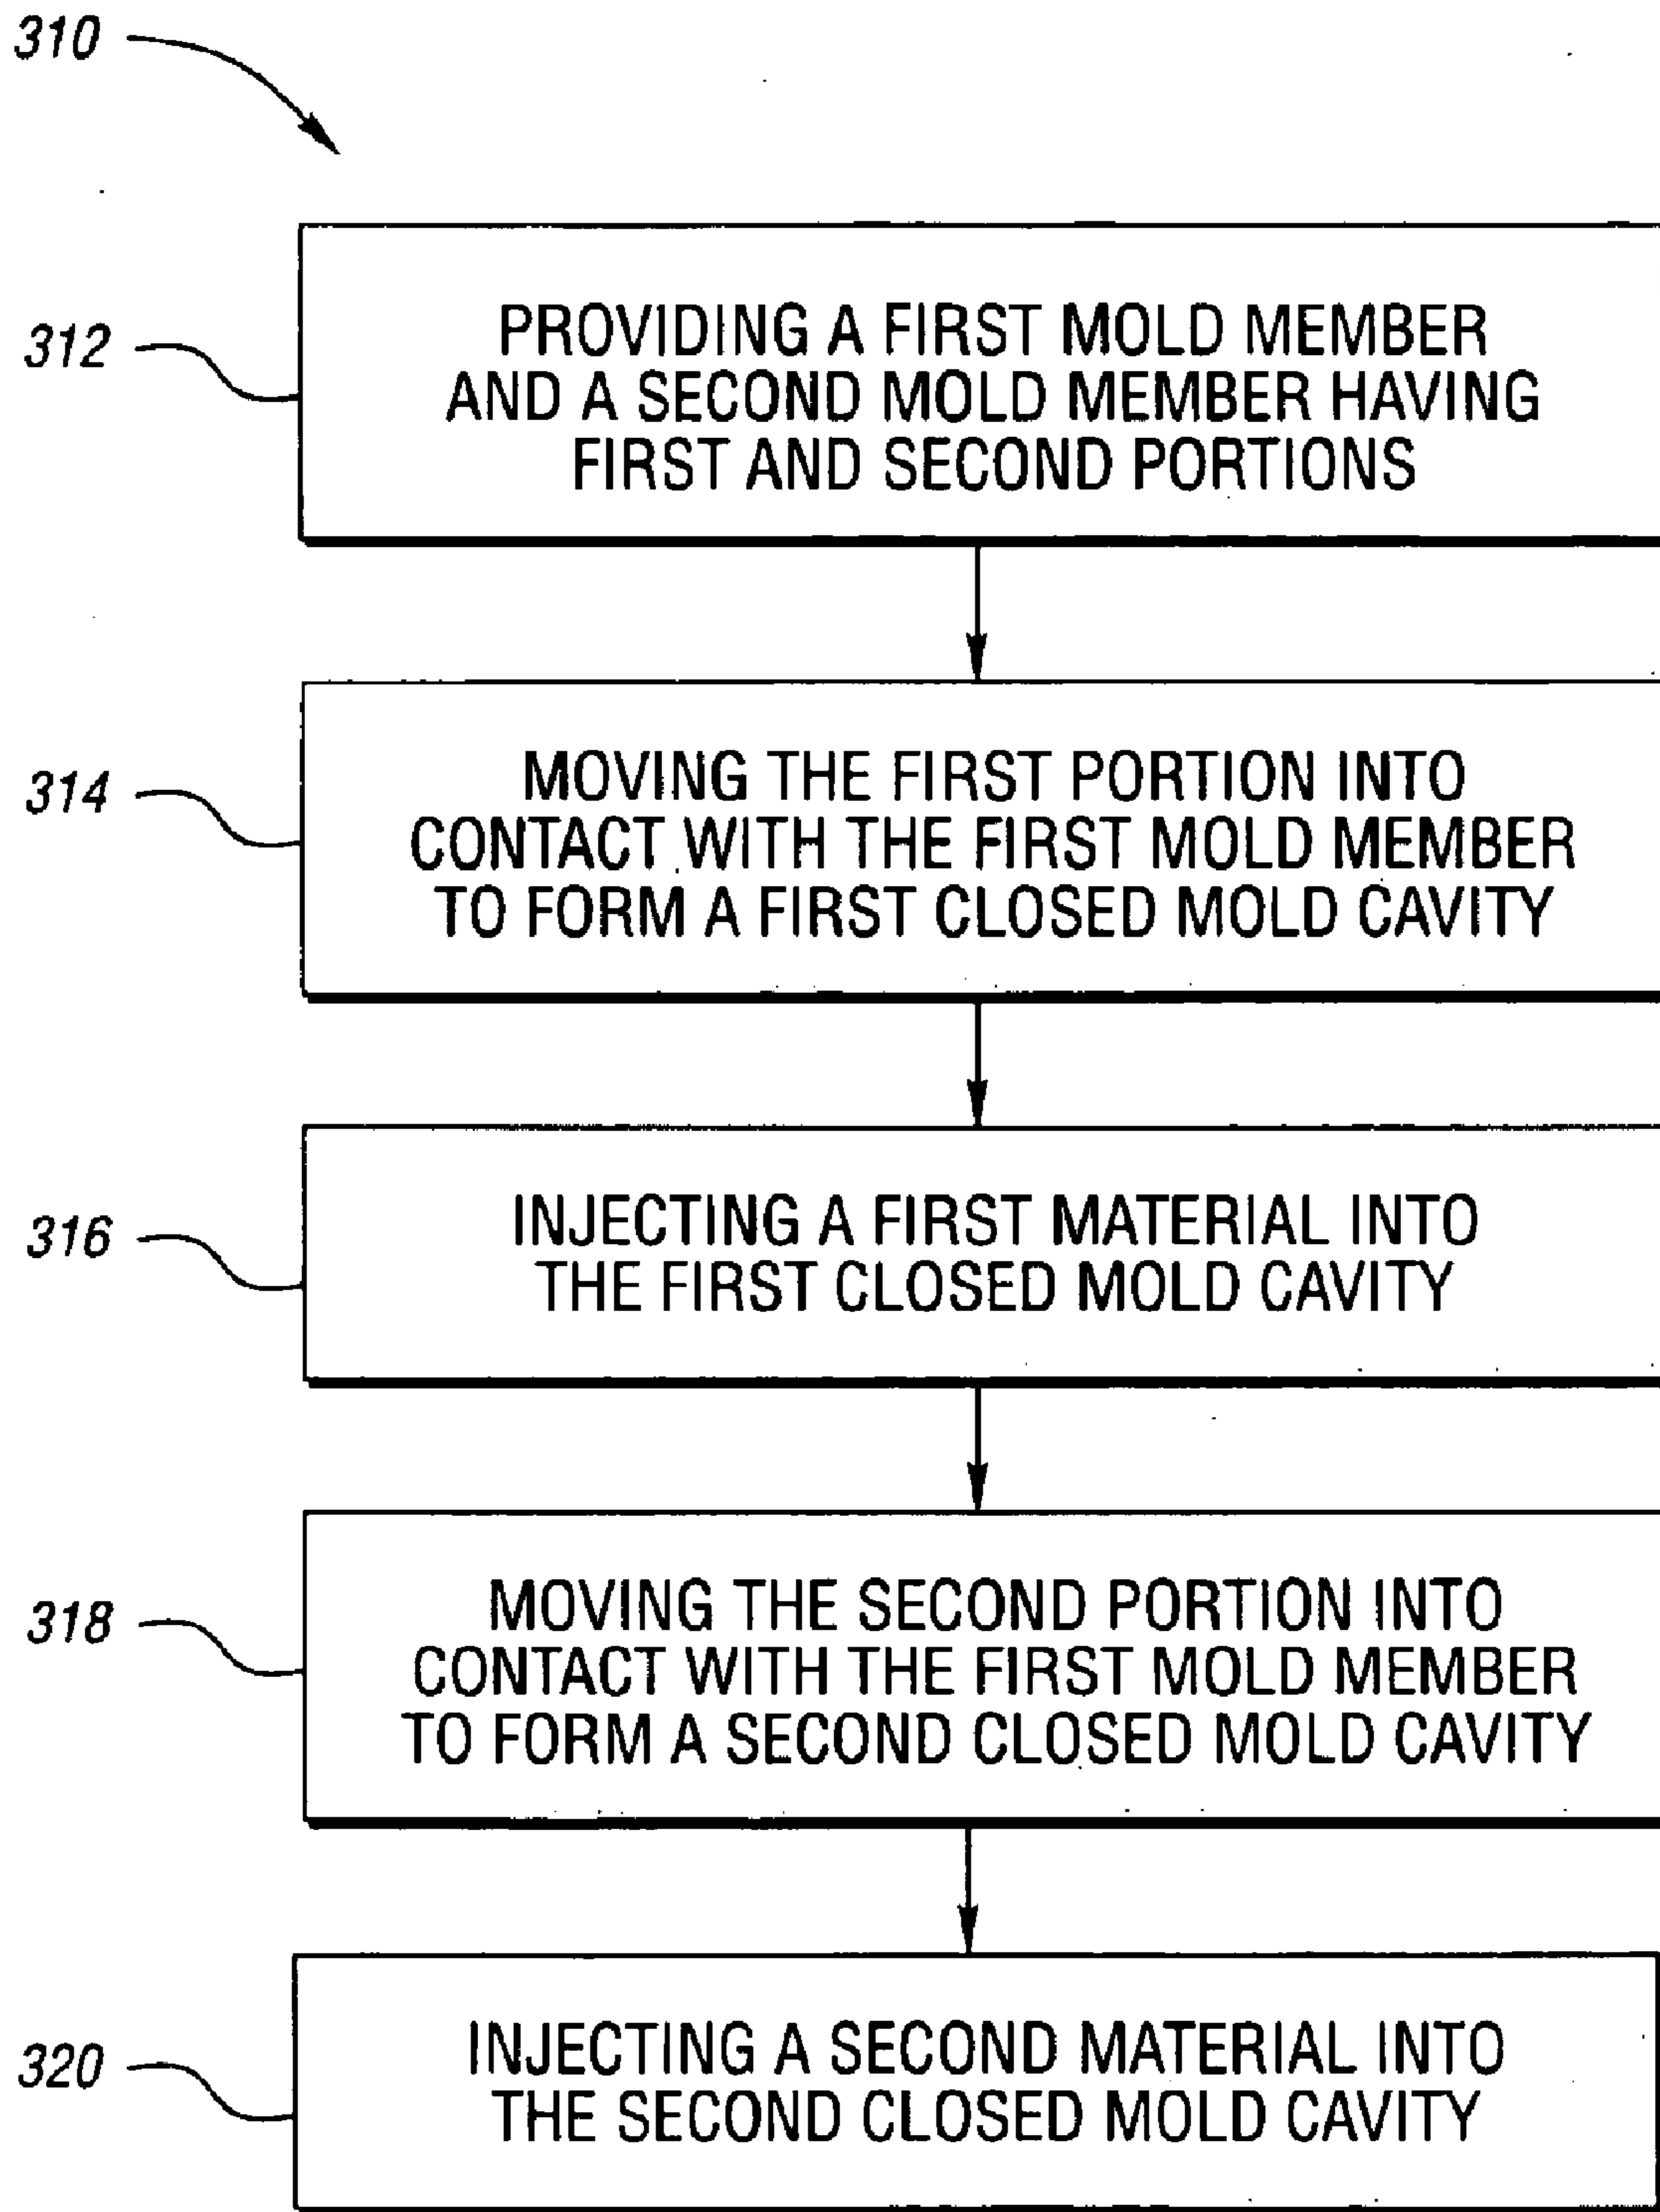 310
312
PROVIDING A FIRST MOLD MEMBER
AND A SECOND MOLD MEMBER HAVING
FIRST AND SECOND PORTIONS
314
MOVING THE FIRST PORTION INTO
CONTACT WITH THE FIRST MOLD MEMBER
TO FORM A FIRST CLOSED MOLD CAVITY
316
INJECTING A FIRST MATERIAL INTO
THE FIRST CLOSED MOLD CAVITY
318
MOVING THE SECOND PORTION INTO
CONTACT WITH THE FIRST MOLD MEMBER
TO FORM A SECOND CLOSED MOLD CAVITY
320
INJECTING A SECOND MATERIAL INTO
THE SECOND CLOSED MOLD CAVITY